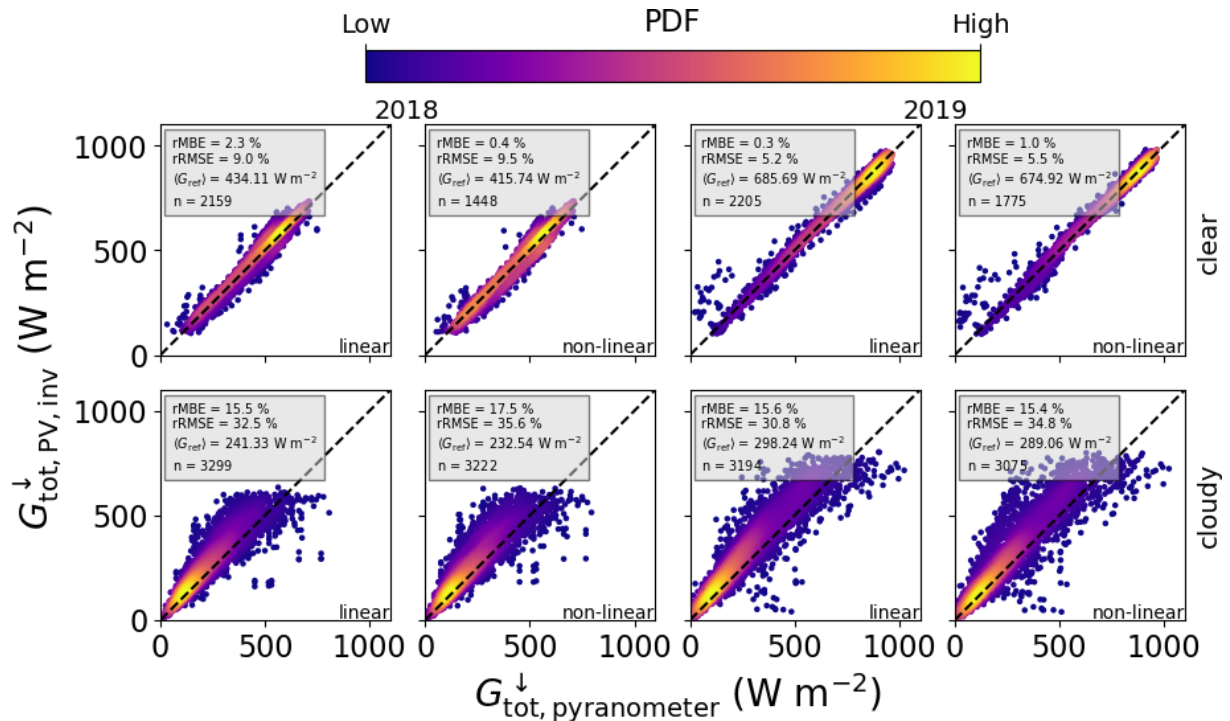 PDF
Low High
2018 2019
rMBE = 2.3 %
rRMSE = 9.0 %
⟨G_ref⟩ = 434.11 W m⁻²
n = 2159
linear
rMBE = 0.4 %
rRMSE = 9.5 %
⟨G_ref⟩ = 415.74 W m⁻²
n = 1448
non-linear
rMBE = 0.3 %
rRMSE = 5.2 %
⟨G_ref⟩ = 685.69 W m⁻²
n = 2205
linear
rMBE = 1.0 %
rRMSE = 5.5 %
⟨G_ref⟩ = 674.92 W m⁻²
n = 1775
non-linear
clear
1000
500
0
rMBE = 15.5 %
rRMSE = 32.5 %
⟨G_ref⟩ = 241.33 W m⁻²
n = 3299
linear
rMBE = 17.5 %
rRMSE = 35.6 %
⟨G_ref⟩ = 232.54 W m⁻²
n = 3222
non-linear
rMBE = 15.6 %
rRMSE = 30.8 %
⟨G_ref⟩ = 298.24 W m⁻²
n = 3194
linear
rMBE = 15.4 %
rRMSE = 34.8 %
⟨G_ref⟩ = 289.06 W m⁻²
n = 3075
non-linear
cloudy
1000
500
0
0 500 1000 0 500 1000 0 500 1000 0 500 1000
G↓tot, PV, inv (W m⁻²)
G↓tot, pyranometer (W m⁻²)